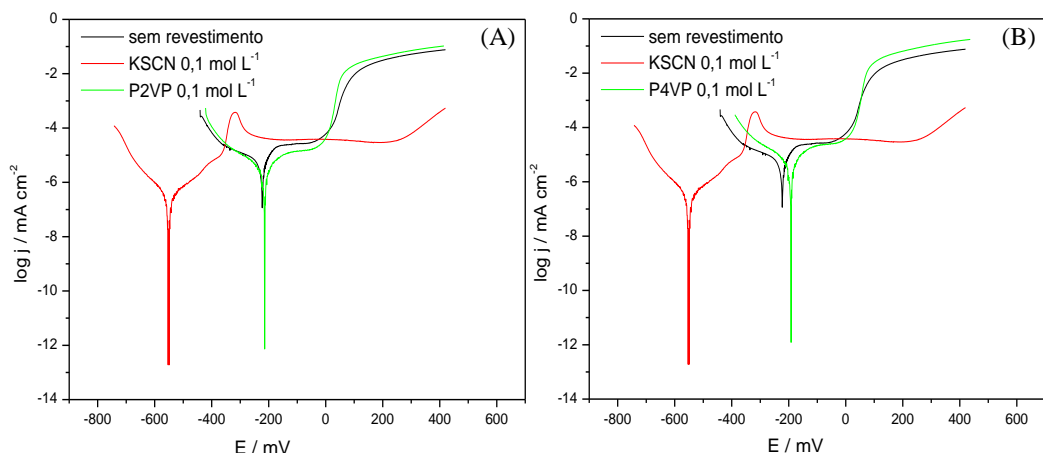 (A)
sem revestimento
KSCN 0,1 mol L⁻¹
P2VP 0,1 mol L⁻¹
log j / mA cm⁻²
0
-2
-4
-6
-8
-10
-12
-14
-800 -600 -400 -200 0 200 400 600
E / mV
(B)
sem revestimento
KSCN 0,1 mol L⁻¹
P4VP 0,1 mol L⁻¹
log j / mA cm⁻²
0
-2
-4
-6
-8
-10
-12
-14
-800 -600 -400 -200 0 200 400 600
E / mV